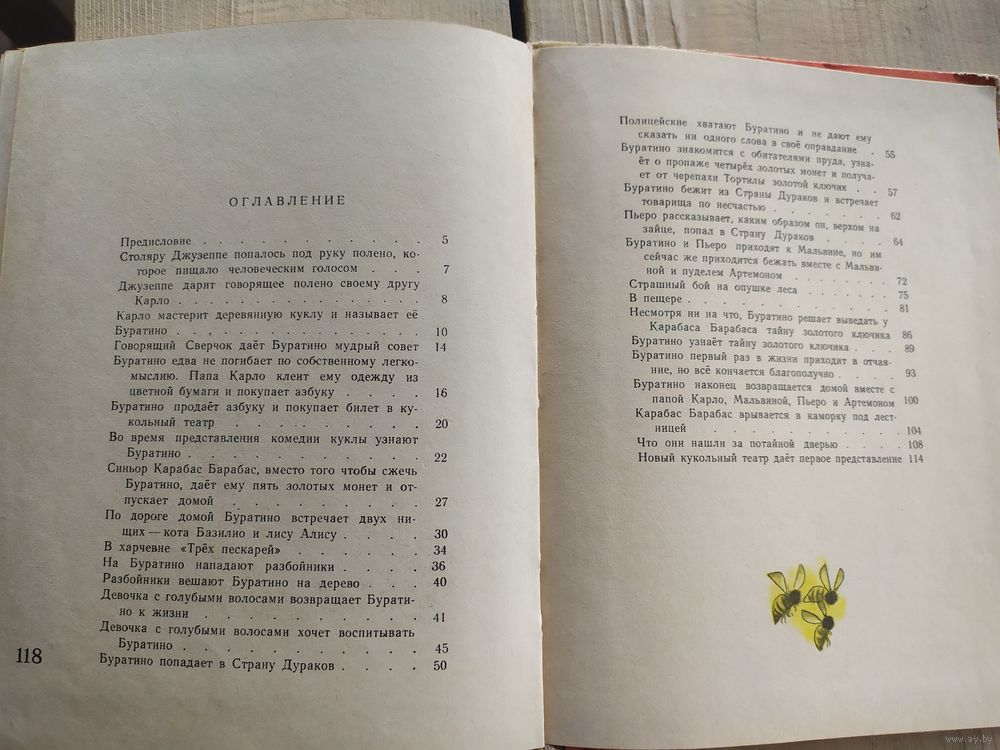 ОГЛАВЛЕНИЕ
Предисловие . . . . . . . . . . . 5
Столяру Джузеппе попалось под руку полено, ко-
торое пищало человеческим голосом . . . 7
Джузеппе дарит говорящее полено своему другу
Карло . . . . . . . . . . . . 8
Карло мастерит деревянную куклу и называет её
Буратино . . . . . . . . . . . 10
Говорящий Сверчок даёт Буратино мудрый совет 14
Буратино едва не погибает по собственному легко-
мыслию. Папа Карло клеит ему одежду из
цветной бумаги и покупает азбуку . . . . 16
Буратино продаёт азбуку и покупает билет в ку-
кольный театр . . . . . . . . . 20
Во время представления комедии куклы узнают
Буратино . . . . . . . . . . . 22
Синьор Карабас Барабас, вместо того чтобы сжечь
Буратино, даёт ему пять золотых монет и от-
пускает домой . . . . . . . . . 27
По дороге домой Буратино встречает двух ни-
щих — кота Базилио и лису Алису . . . . 30
В харчевне «Трёх пескарей» . . . . . . 34
На Буратино нападают разбойники . . . . 36
Разбойники вешают Буратино на дерево . . . 40
Девочка с голубыми волосами возвращает Бурати-
но к жизни . . . . . . . . . . 41
Девочка с голубыми волосами хочет воспитывать
Буратино . . . . . . . . . . . 45
Буратино попадает в Страну Дураков . . . . 50
118
Полицейские хватают Буратино и не дают ему
сказать ни одного слова в своё оправдание . 55
Буратино знакомится с обитателями пруда, узна-
ёт о пропаже четырёх золотых монет и получа-
ет от черепахи Тортилы золотой ключик . . 57
Буратино бежит из Страны Дураков и встречает
товарища по несчастью . . . . . . . 62
Пьеро рассказывает, каким образом он, верхом на
зайце, попал в Страну Дураков . . . . 64
Буратино и Пьеро приходят к Мальвине, но им
сейчас же приходится бежать вместе с Мальви-
ной и пуделем Артемоном . . . . . . 72
Страшный бой на опушке леса . . . . . . 75
В пещере . . . . . . . . . . . 81
Несмотря ни на что, Буратино решает выведать у
Карабаса Барабаса тайну золотого ключика 86
Буратино узнаёт тайну золотого ключика . . . 89
Буратино первый раз в жизни приходит в отчая-
ние, но всё кончается благополучно . . . . 93
Буратино наконец возвращается домой вместе с
папой Карло, Мальвиной, Пьеро и Артемоном 100
Карабас Барабас врывается в каморку под лест-
ницей . . . . . . . . . . . 104
Что они нашли за потайной дверью . . . . 108
Новый кукольный театр даёт первое представление 114
www.ay.by